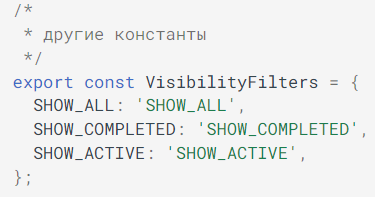 /*
 * другие константы
 */
export const VisibilityFilters = {
  SHOW_ALL: 'SHOW_ALL',
  SHOW_COMPLETED: 'SHOW_COMPLETED',
  SHOW_ACTIVE: 'SHOW_ACTIVE',
};